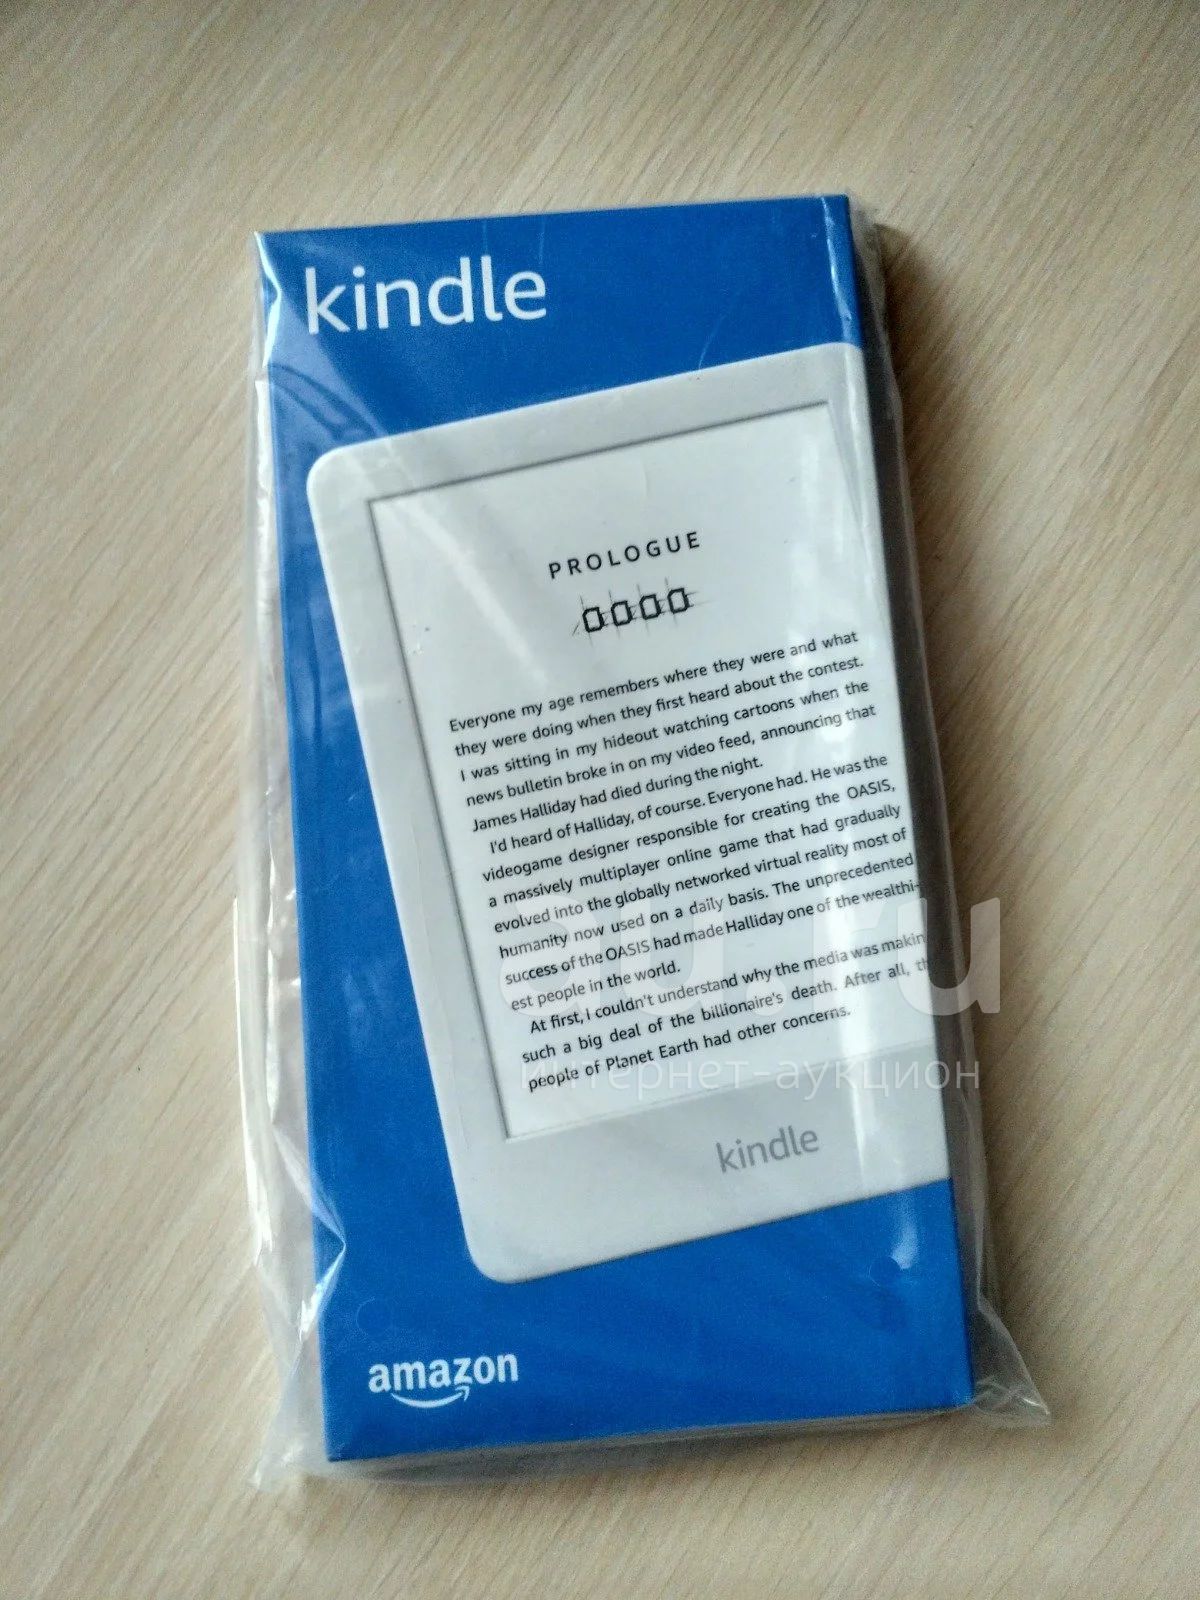 kindle
PROLOGUE
0000
Everyone my age remembers where they were and what
they were doing when they first heard about the contest.
I was sitting in my hideout watching cartoons when the
news bulletin broke in on my video feed, announcing that
James Halliday had died during the night.
I'd heard of Halliday, of course. Everyone had. He was the
videogame designer responsible for creating the OASIS,
a massively multiplayer online game that had gradually
evolved into the globally networked virtual reality most of
humanity now used on a daily basis. The unprecedented
success of the OASIS had made Halliday one of the wealthi-
est people in the world.
At first, I couldn't understand why the media was makin
such a big deal of the billionaire's death. After all, th
people of Planet Earth had other concerns.
kindle
amazon
au.ru
интернет-аукцион